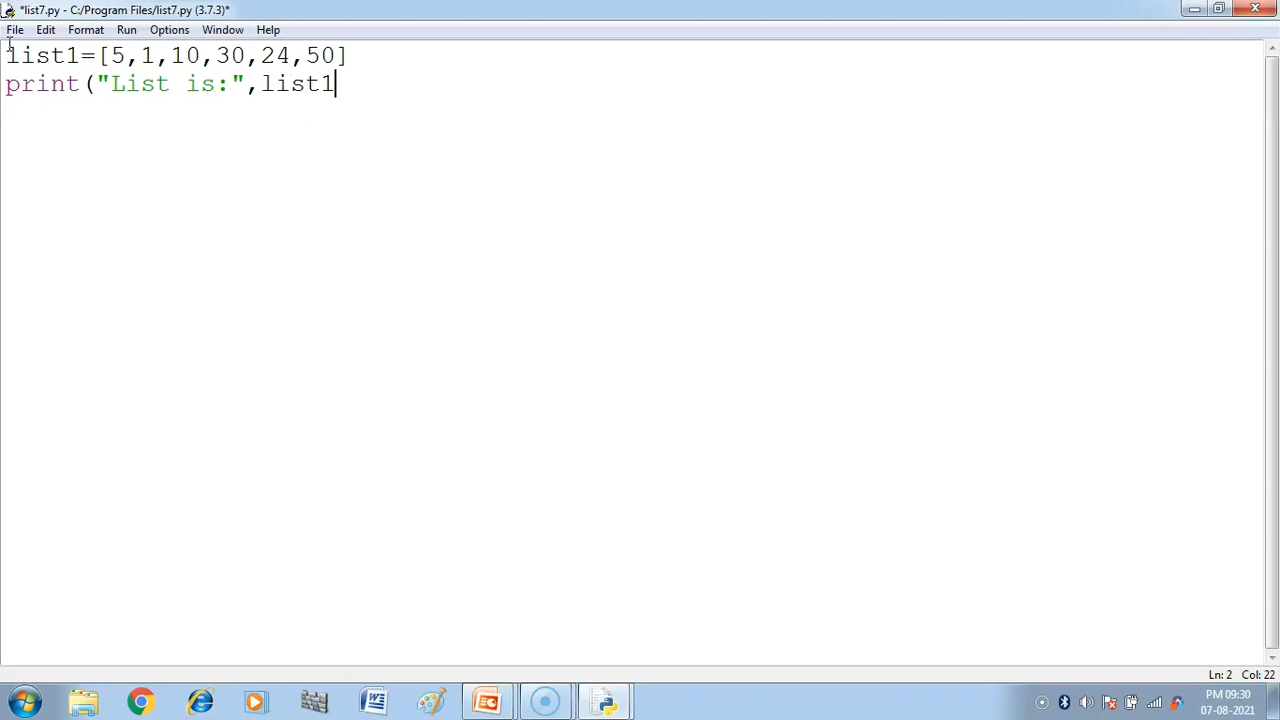 *list7.py - C:/Program Files/list7.py (3.7.3)*
File Edit Format Run Options Window Help
list1=[5,1,10,30,24,50]
print("List is:",list1
Ln: 2 Col: 22
PM 09:30
07-08-2021